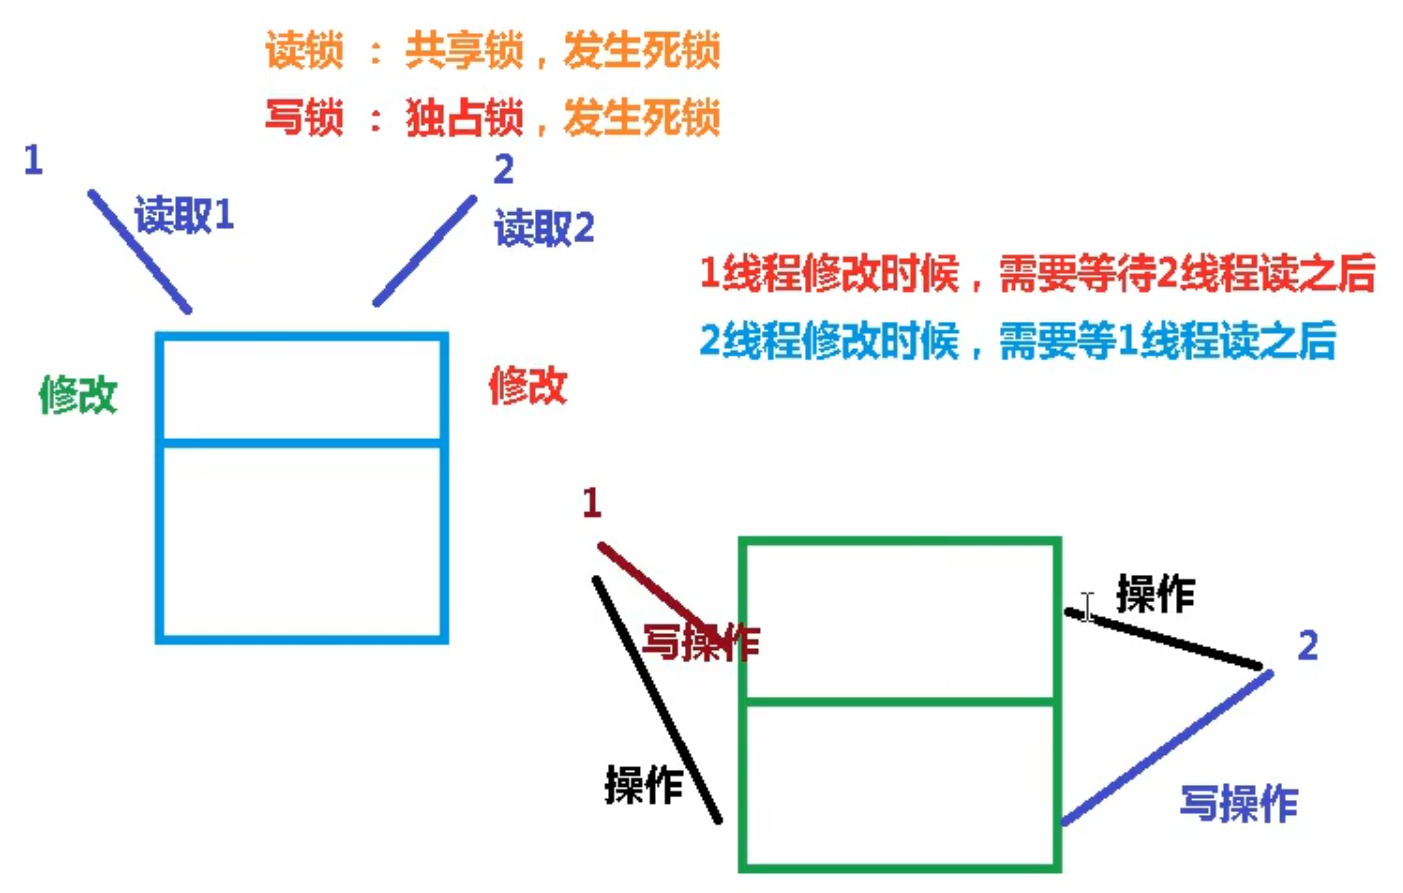 读锁 ： 共享锁，发生死锁
写锁 ： 独占锁，发生死锁
1
2
读取1
读取2
1线程修改时候，需要等待2线程读之后
2线程修改时候，需要等1线程读之后
修改
修改
1
操作
写操作
2
操作
写操作